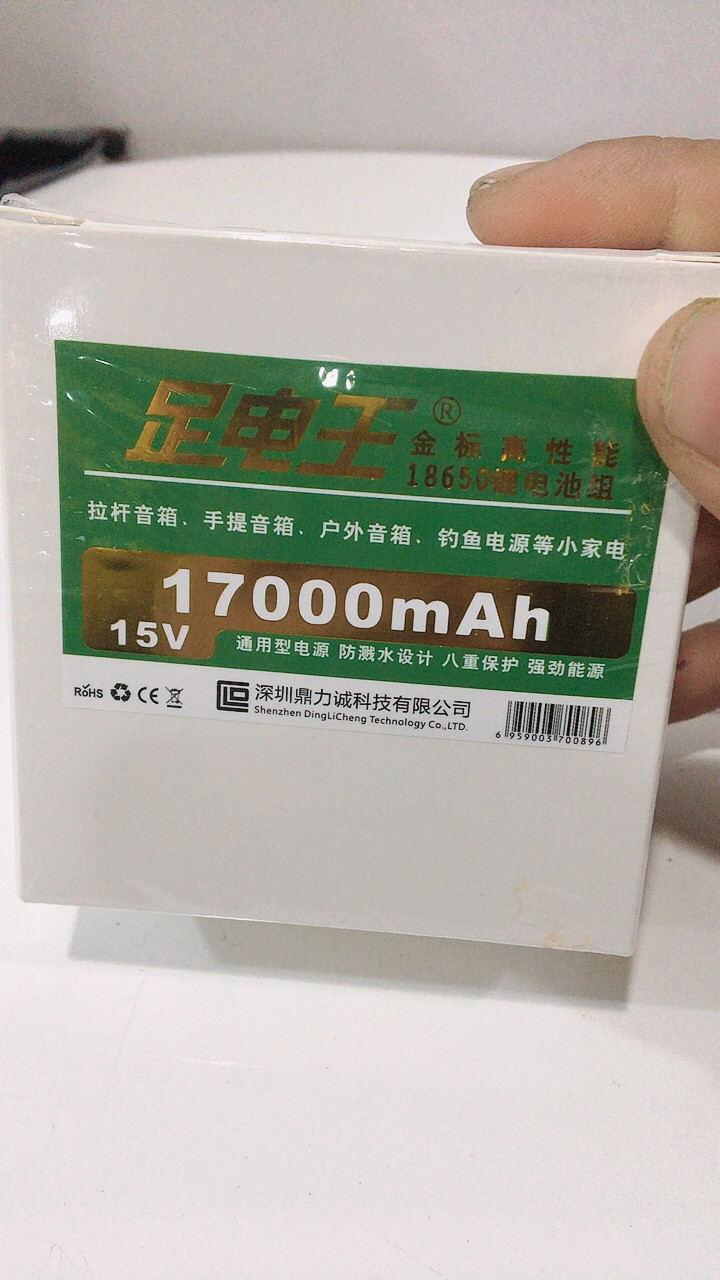 足电王®
金标高性能
18650锂电池组
拉杆音箱、手提音箱、户外音箱、钓鱼电源等小家电
17000mAh
15V
通用型电源 防溅水设计 八重保护 强劲能源
RoHS CE
深圳鼎力诚科技有限公司
Shenzhen DingLiCheng Technology Co.,LTD.
6 959003 700896